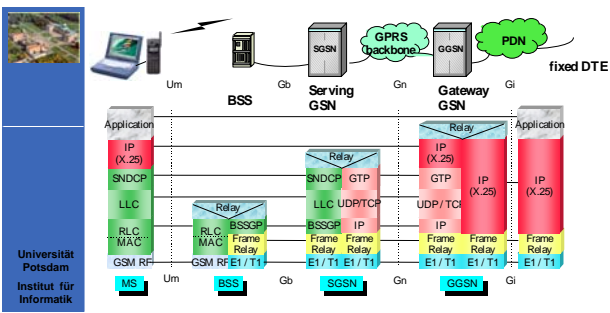 SGSN
GPRS
backbone
GGSN
PDN
fixed DTE
Um
Gb
Gn
Gi
BSS
Serving
GSN
Gateway
GSN
Application
IP
(X.25)
SNDCP
LLC
RLC
MAC
GSM RF
MS
Um
Relay
RLC
MAC
BSSGP
Frame
Relay
GSM RF
E1 / T1
BSS
Gb
Relay
SNDCP
GTP
LLC
UDP/TCP
BSSGP
IP
Frame
Relay
Frame
Relay
E1 / T1
E1 / T1
SGSN
Gn
Relay
IP
(X.25)
GTP
UDP / TCP
IP
IP
(X.25)
Frame
Relay
Frame
Relay
E1 / T1
E1 / T1
GGSN
Gi
Application
IP
(X.25)
Frame
Relay
E1 / T1
Universität
Potsdam
Institut für
Informatik